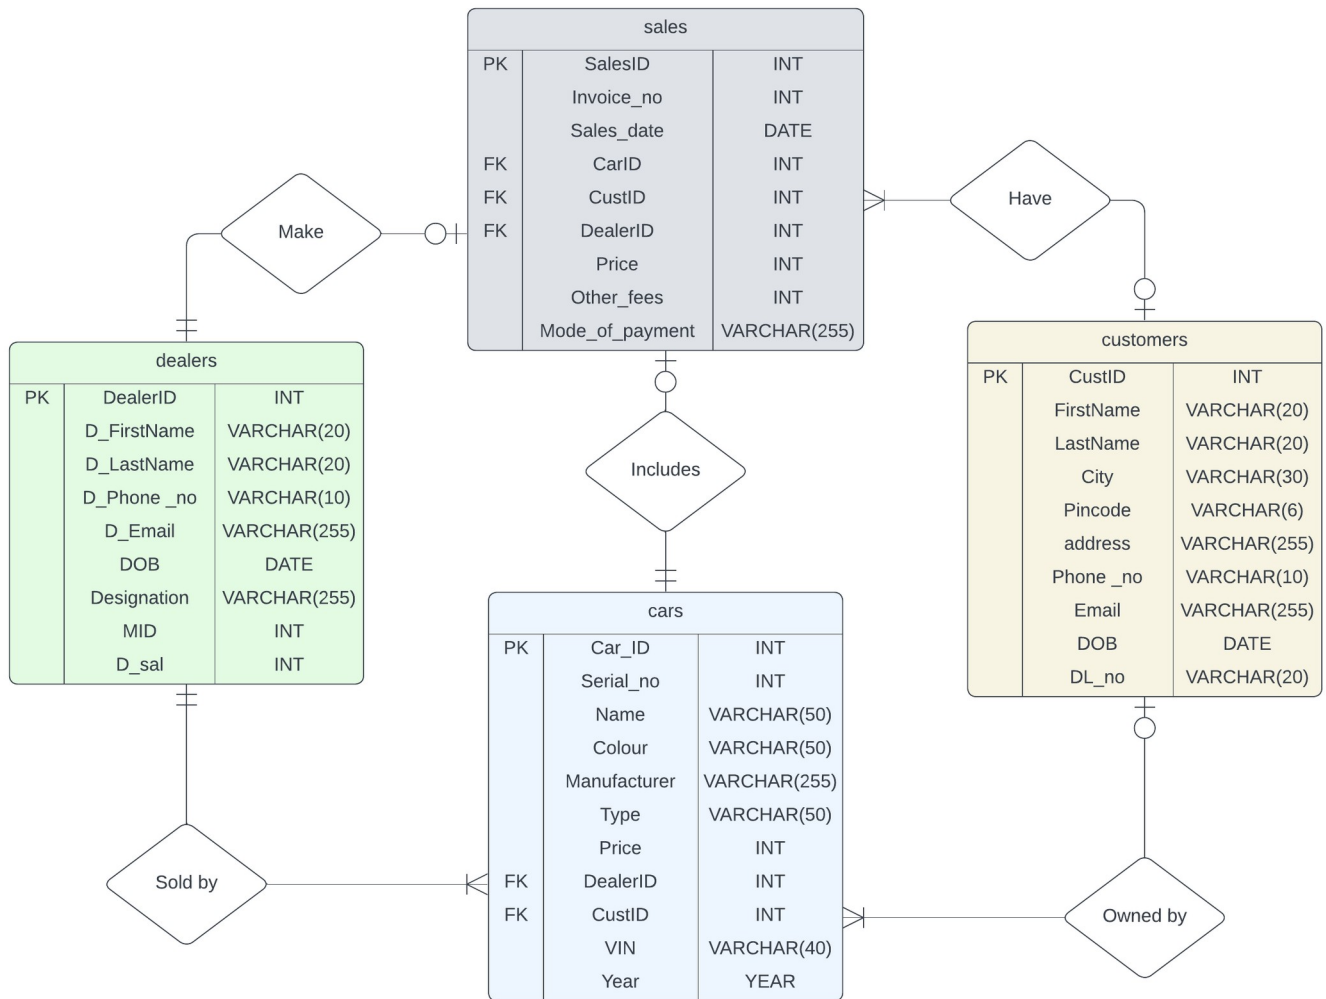 sales
PK SalesID INT
Invoice_no INT
Sales_date DATE
FK CarID INT
FK CustID INT
FK DealerID INT
Price INT
Other_fees INT
Mode_of_payment VARCHAR(255)
Make
Have
dealers
PK DealerID INT
D_FirstName VARCHAR(20)
D_LastName VARCHAR(20)
D_Phone _no VARCHAR(10)
D_Email VARCHAR(255)
DOB DATE
Designation VARCHAR(255)
MID INT
D_sal INT
Includes
customers
PK CustID INT
FirstName VARCHAR(20)
LastName VARCHAR(20)
City VARCHAR(30)
Pincode VARCHAR(6)
address VARCHAR(255)
Phone _no VARCHAR(10)
Email VARCHAR(255)
DOB DATE
DL_no VARCHAR(20)
cars
PK Car_ID INT
Serial_no INT
Name VARCHAR(50)
Colour VARCHAR(50)
Manufacturer VARCHAR(255)
Type VARCHAR(50)
Price INT
FK DealerID INT
FK CustID INT
VIN VARCHAR(40)
Year YEAR
Sold by
Owned by